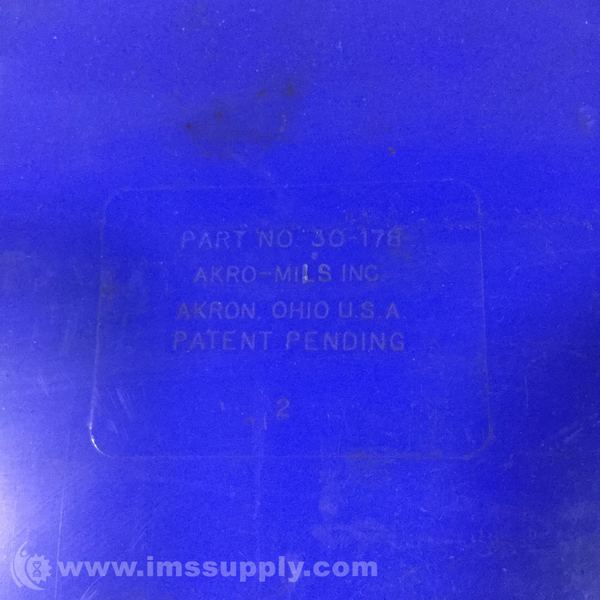 PART NO. 30-178
AKRO-MILS INC.
AKRON, OHIO U.S.A.
PATENT PENDING
2
www.imssupply.com